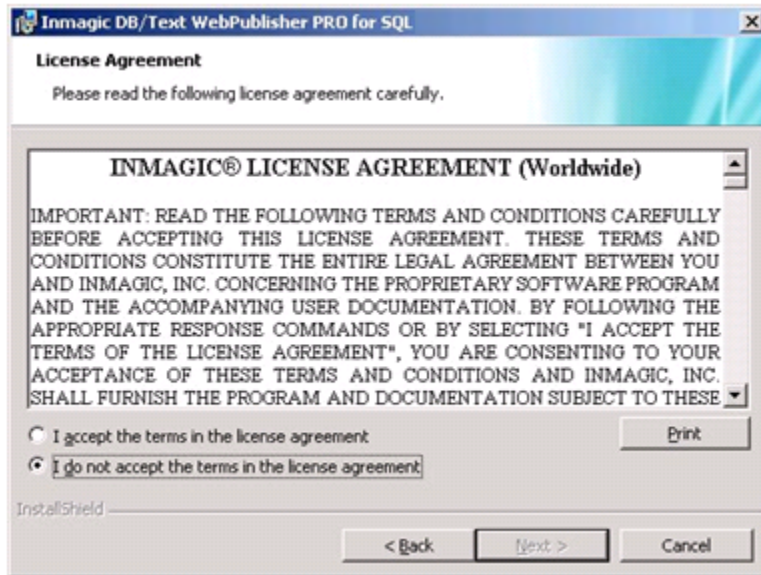 Inmagic DB/Text WebPublisher PRO for SQL
License Agreement
Please read the following license agreement carefully.
INMAGIC® LICENSE AGREEMENT (Worldwide)
IMPORTANT: READ THE FOLLOWING TERMS AND CONDITIONS CAREFULLY
BEFORE ACCEPTING THIS LICENSE AGREEMENT. THESE TERMS AND
CONDITIONS CONSTITUTE THE ENTIRE LEGAL AGREEMENT BETWEEN YOU
AND INMAGIC, INC. CONCERNING THE PROPRIETARY SOFTWARE PROGRAM
AND THE ACCOMPANYING USER DOCUMENTATION. BY FOLLOWING THE
APPROPRIATE RESPONSE COMMANDS OR BY SELECTING "I ACCEPT THE
TERMS OF THE LICENSE AGREEMENT", YOU ARE CONSENTING TO YOUR
ACCEPTANCE OF THESE TERMS AND CONDITIONS AND INMAGIC, INC.
SHALL FURNISH THE PROGRAM AND DOCUMENTATION SUBJECT TO THESE
I accept the terms in the license agreement
Print
I do not accept the terms in the license agreement
InstallShield
< Back
Next >
Cancel